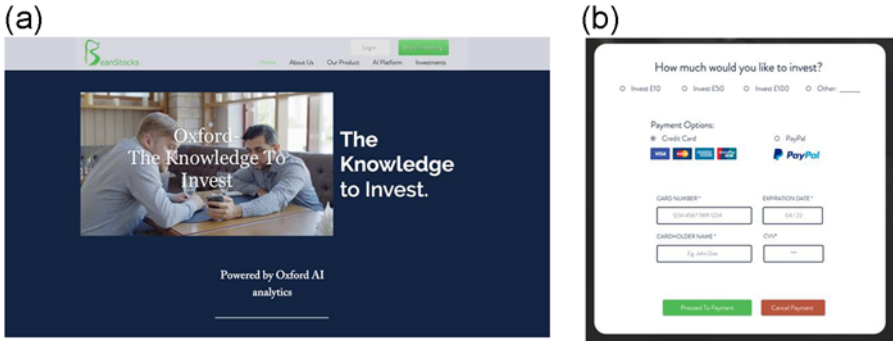 (a)
BeanStocks
Login
Home About Us Our Product AI Platform Investments
Oxford-
The Knowledge To
Invest
The
Knowledge
to Invest.
Powered by Oxford AI
analytics
(b)
How much would you like to invest?
Invest £10 Invest £50 Invest £100 Other:
Payment Options:
Credit Card PayPal
VISA PayPal
CARD NUMBER * EXPIRATION DATE *
1234 4567 7891 1234 04 / 22
CARDHOLDER NAME * CVV*
Eg. John Doe ***
Proceed To Payment Cancel Payment